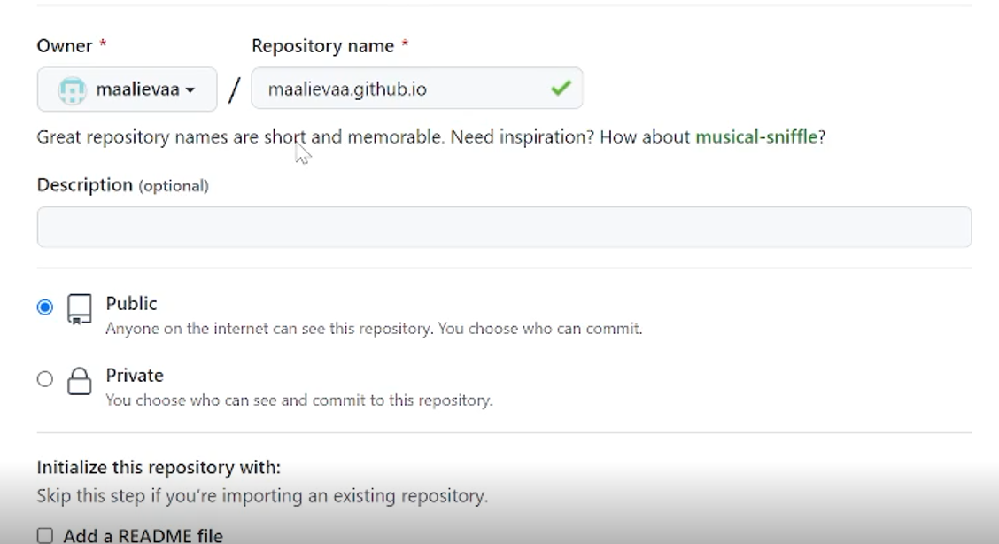 Owner * Repository name *
maalievaa / maalievaa.github.io
Great repository names are short and memorable. Need inspiration? How about musical-sniffle?
Description (optional)
Public
Anyone on the internet can see this repository. You choose who can commit.
Private
You choose who can see and commit to this repository.
Initialize this repository with:
Skip this step if you’re importing an existing repository.
Add a README file